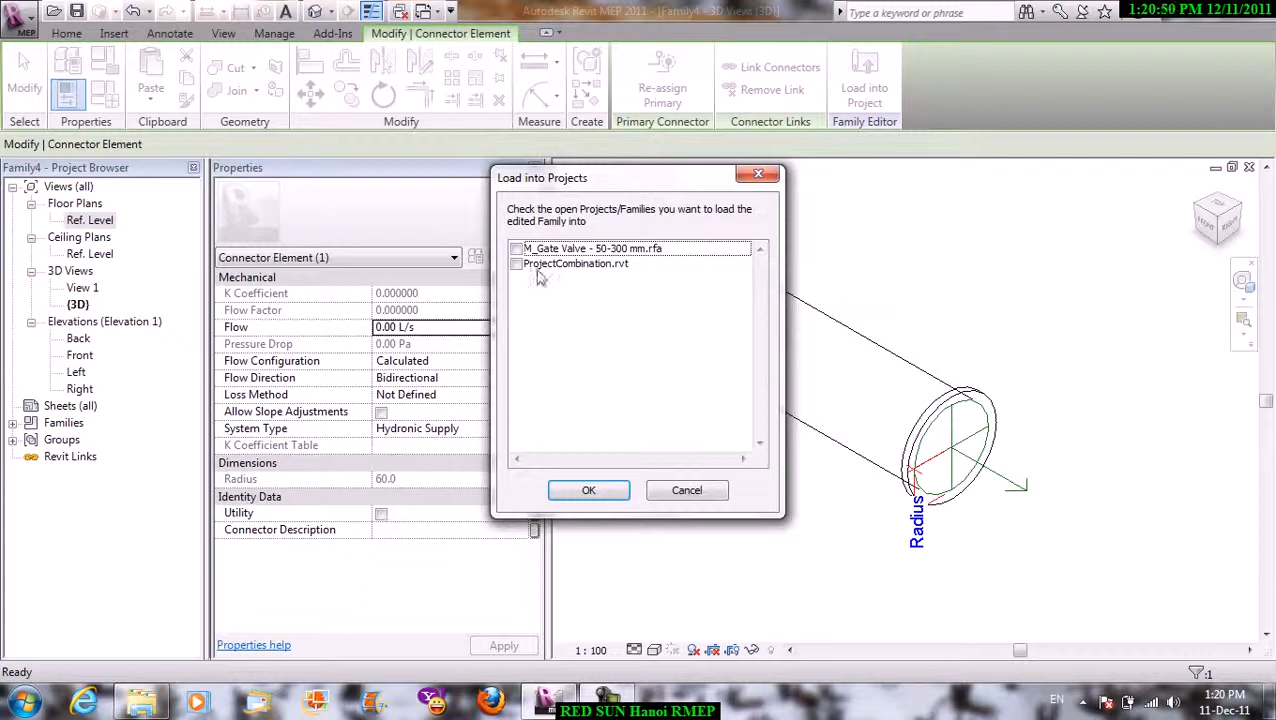 Autodesk Revit MEP 2011 - [Family4 - 3D Views {3D}]
Type a keyword or phrase
1:20:50 PM 12/11/2011
MEP
Home Insert Annotate View Manage Add-Ins Modify | Connector Element
Modify
Paste
Cut
Join
Re-assign
Primary
Link Connectors
Remove Link
Load into
Project
Select Properties Clipboard Geometry Modify Measure Create Primary Connector Connector Links Family Editor
Modify | Connector Element
Family4 - Project Browser
Views (all)
Floor Plans
Ref. Level
Ceiling Plans
Ref. Level
3D Views
View 1
{3D}
Elevations (Elevation 1)
Back
Front
Left
Right
Sheets (all)
Families
Groups
Revit Links
Properties
Connector Element (1)
Mechanical
K Coefficient 0.000000
Flow Factor 0.000000
Flow 0.00 L/s
Pressure Drop 0.00 Pa
Flow Configuration Calculated
Flow Direction Bidirectional
Loss Method Not Defined
Allow Slope Adjustments
System Type Hydronic Supply
K Coefficient Table
Dimensions
Radius 60.0
Identity Data
Utility
Connector Description
Properties help
Apply
Load into Projects
Check the open Projects/Families you want to load the
edited Family into
M_Gate Valve - 50-300 mm.rfa
ProjectCombination.rvt
OK
Cancel
Radius
1 : 100
Ready
:1
EN
1:20 PM
11-Dec-11
RED SUN Hanoi RMEP